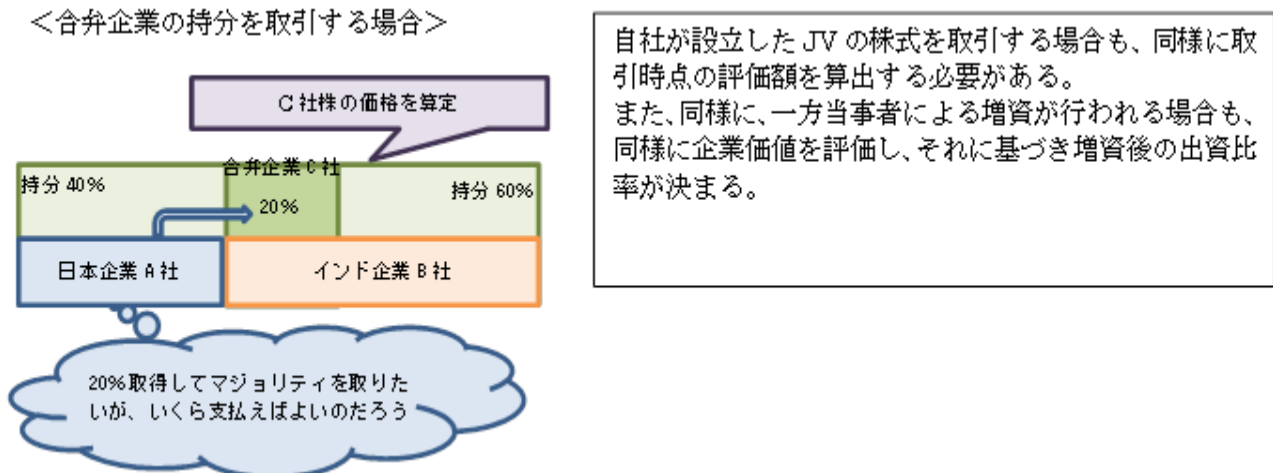 ＜合弁企業の持分を取引する場合＞
C社株の価格を算定
合弁企業C社
持分40%
20%
持分60%
日本企業A社
インド企業B社
20%取得してマジョリティを取りた
いが、いくら支払えばよいのだろう
自社が設立したJVの株式を取引する場合も、同様に取
引時点の評価額を算出する必要がある。
また、同様に、一方当事者による増資が行われる場合も、
同様に企業価値を評価し、それに基づき増資後の出資比
率が決まる。